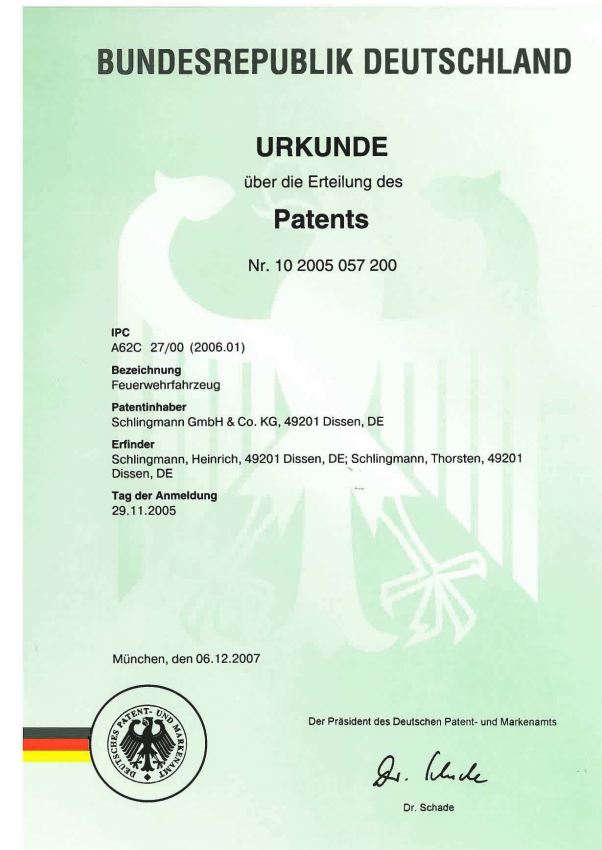 BUNDESREPUBLIK DEUTSCHLAND
URKUNDE
über die Erteilung des
Patents
Nr. 10 2005 057 200
IPC
A62C 27/00 (2006.01)
Bezeichnung
Feuerwehrfahrzeug
Patentinhaber
Schlingmann GmbH & Co. KG, 49201 Dissen, DE
Erfinder
Schlingmann, Heinrich, 49201 Dissen, DE; Schlingmann, Thorsten, 49201
Dissen, DE
Tag der Anmeldung
29.11.2005
München, den 06.12.2007
DEUTSCHES PATENT- UND MARKENAMT
Der Präsident des Deutschen Patent- und Markenamts
Dr. Schade
Dr. Schade